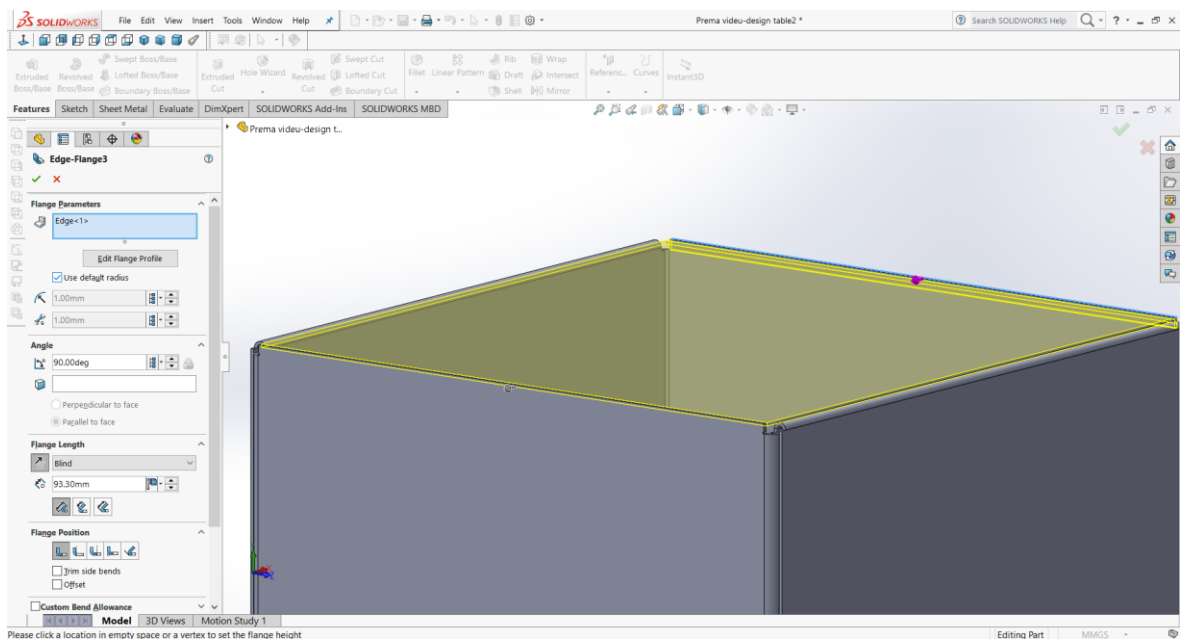 SOLIDWORKS File Edit View Insert Tools Window Help Prema videu-design table2 * Search SOLIDWORKS Help
Swept Boss/Base Swept Cut Rib Wrap
Extruded Boss/Base Revolved Boss/Base Lofted Boss/Base Extruded Cut Hole Wizard Revolved Cut Lofted Cut Fillet Linear Pattern Draft Intersect Referenc... Curves Instant3D
Boundary Boss/Base Boundary Cut Shell Mirror
Features Sketch Sheet Metal Evaluate DimXpert SOLIDWORKS Add-Ins SOLIDWORKS MBD
Prema videu-design t...
Edge-Flange3
Flange Parameters
Edge<1>
Edit Flange Profile
Use default radius
1.00mm
1.00mm
Angle
90.00deg
Perpendicular to face
Parallel to face
Flange Length
Blind
93.30mm
Flange Position
Trim side bends
Offset
Custom Bend Allowance
Model 3D Views Motion Study 1
Please click a location in empty space or a vertex to set the flange height Editing Part MMGS